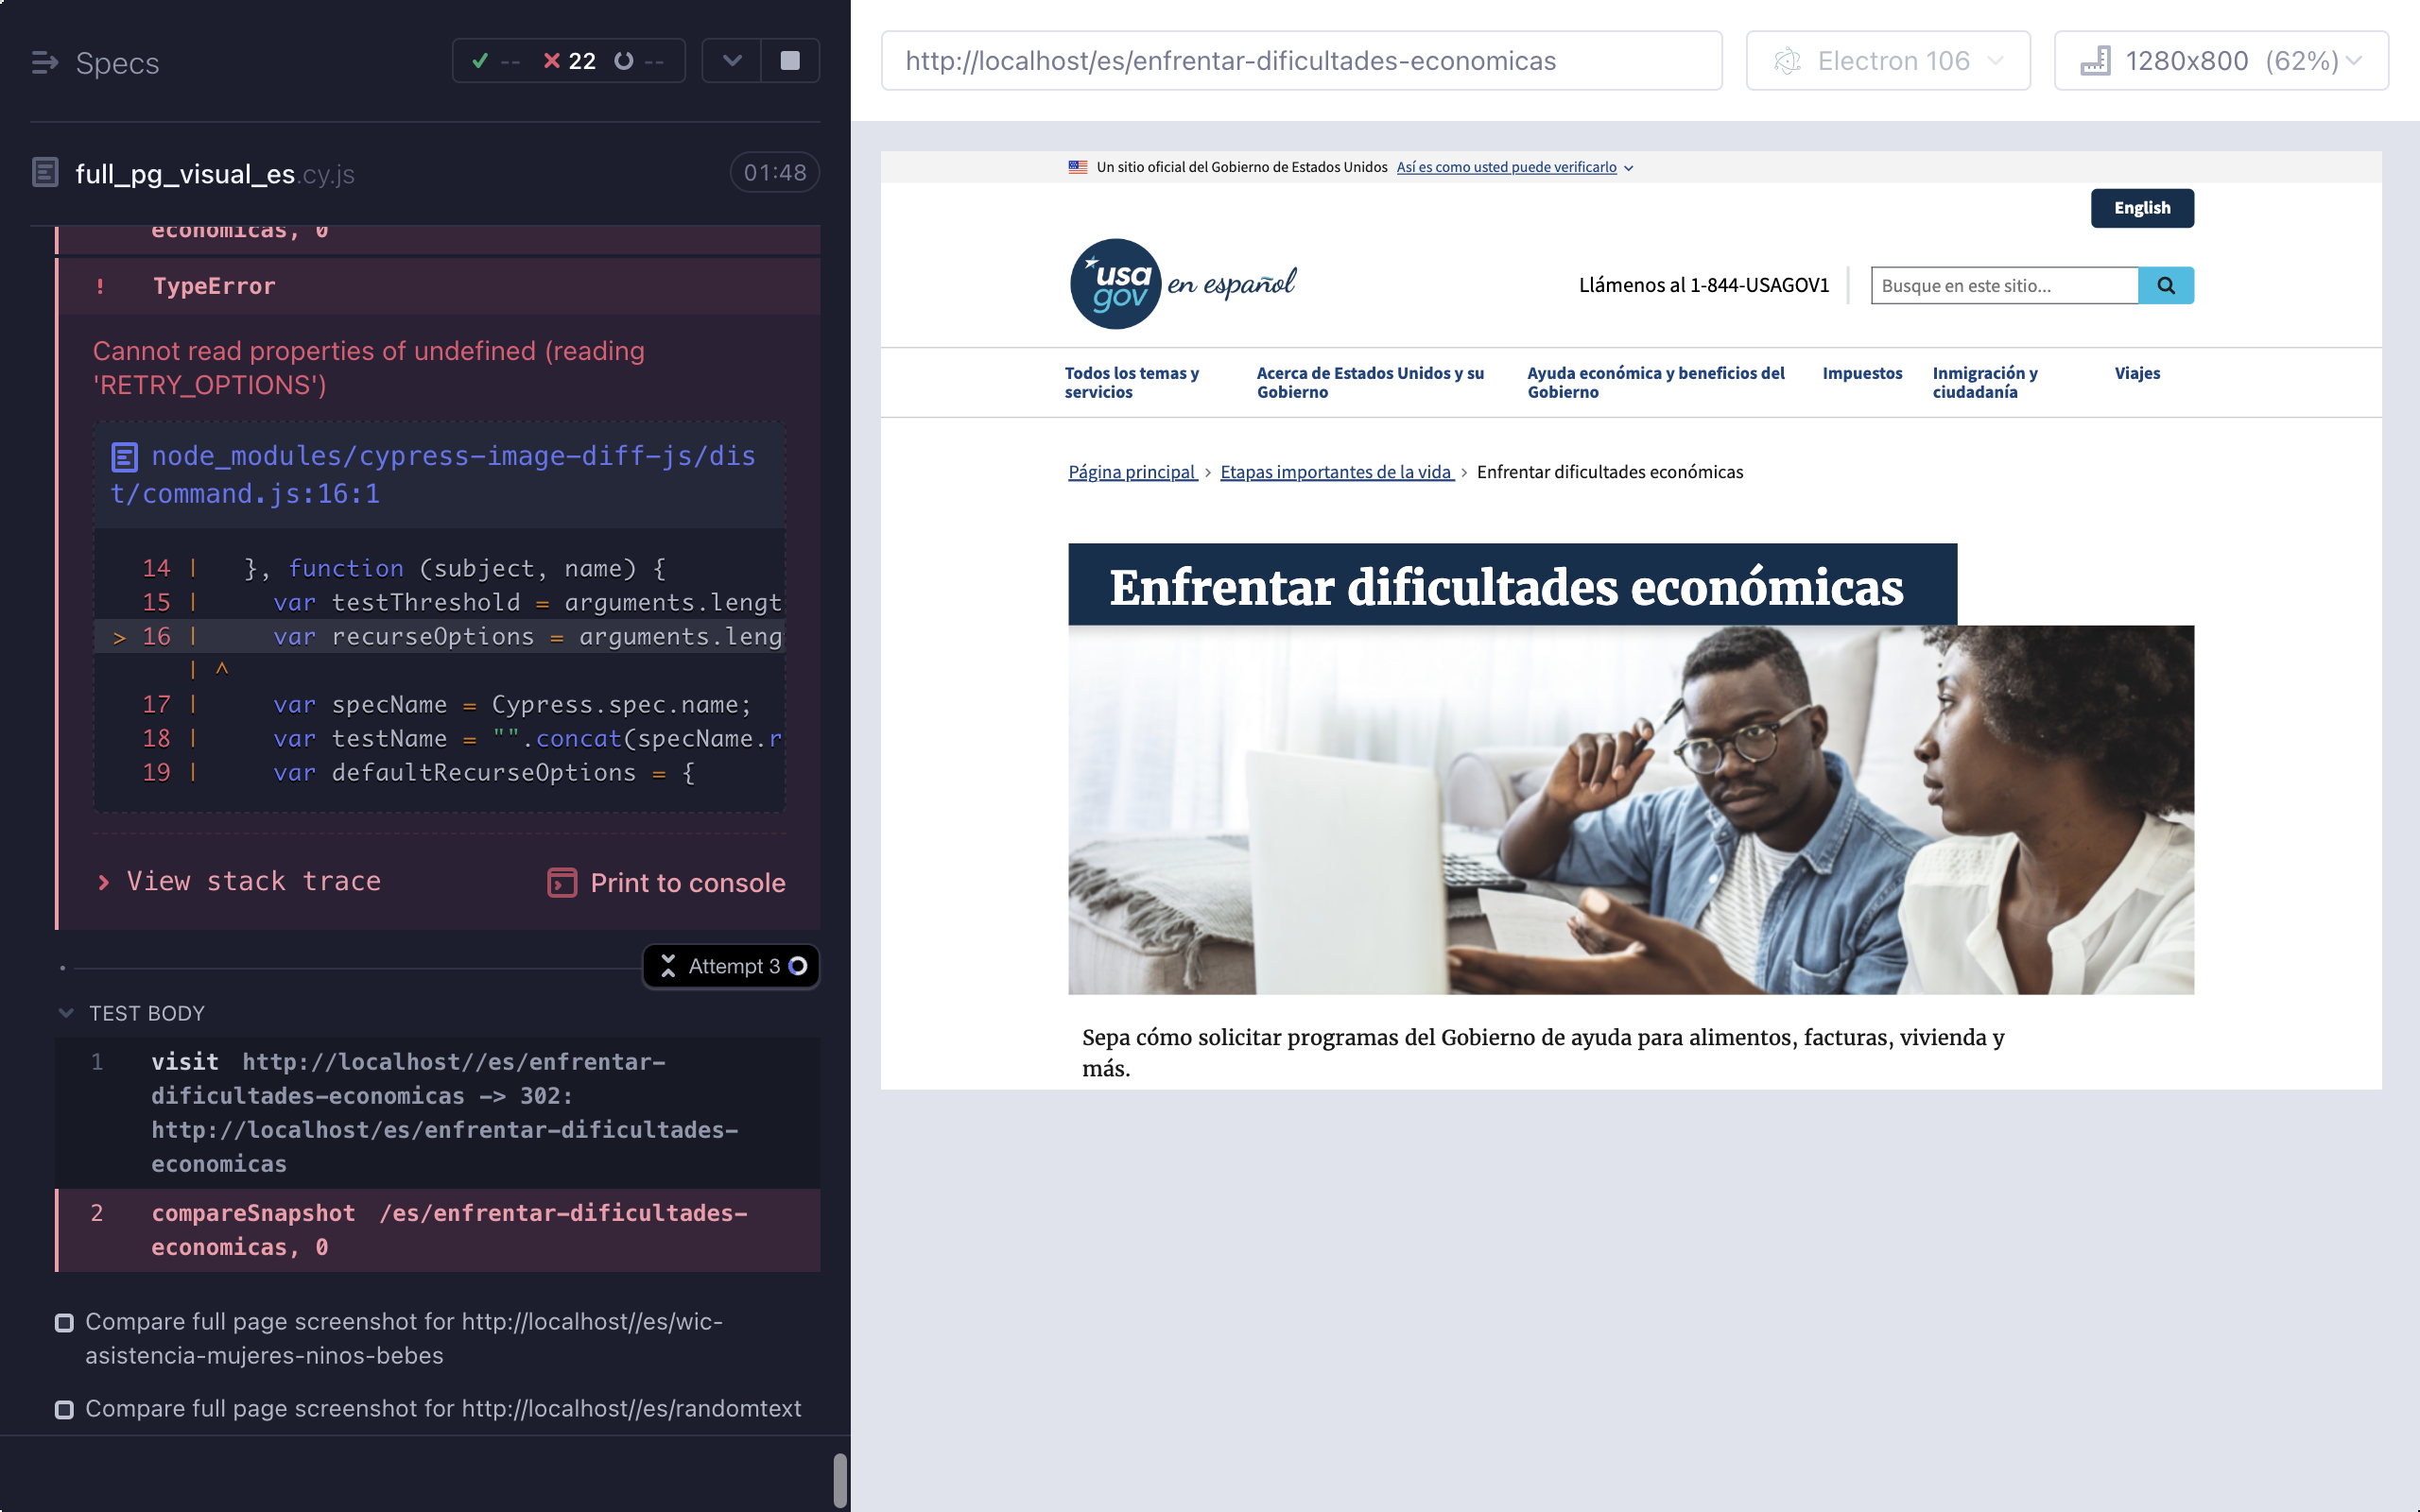 Specs
-- 22 --
full_pg_visual_es.cy.js
01:48
economicas, 0
! TypeError
Cannot read properties of undefined (reading
'RETRY_OPTIONS')
node_modules/cypress-image-diff-js/dis
t/command.js:16:1
14 | }, function (subject, name) {
15 | var testThreshold = arguments.lengt
> 16 | var recurseOptions = arguments.leng
| ^
17 | var specName = Cypress.spec.name;
18 | var testName = "".concat(specName.r
19 | var defaultRecurseOptions = {
View stack trace
Print to console
Attempt 3
TEST BODY
1 visit http://localhost//es/enfrentar-
dificultades-economicas -> 302:
http://localhost/es/enfrentar-dificultades-
economicas
2 compareSnapshot /es/enfrentar-dificultades-
economicas, 0
Compare full page screenshot for http://localhost//es/wic-
asistencia-mujeres-ninos-bebes
Compare full page screenshot for http://localhost//es/randomtext
http://localhost/es/enfrentar-dificultades-economicas
Electron 106
1280x800 (62%)
Un sitio oficial del Gobierno de Estados Unidos Así es como usted puede verificarlo
English
usa
gov
en español
Llámenos al 1-844-USAGOV1
Busque en este sitio...
Todos los temas y
servicios
Acerca de Estados Unidos y su
Gobierno
Ayuda económica y beneficios del
Gobierno
Impuestos
Inmigración y
ciudadanía
Viajes
Página principal › Etapas importantes de la vida › Enfrentar dificultades económicas
Enfrentar dificultades económicas
Sepa cómo solicitar programas del Gobierno de ayuda para alimentos, facturas, vivienda y
más.